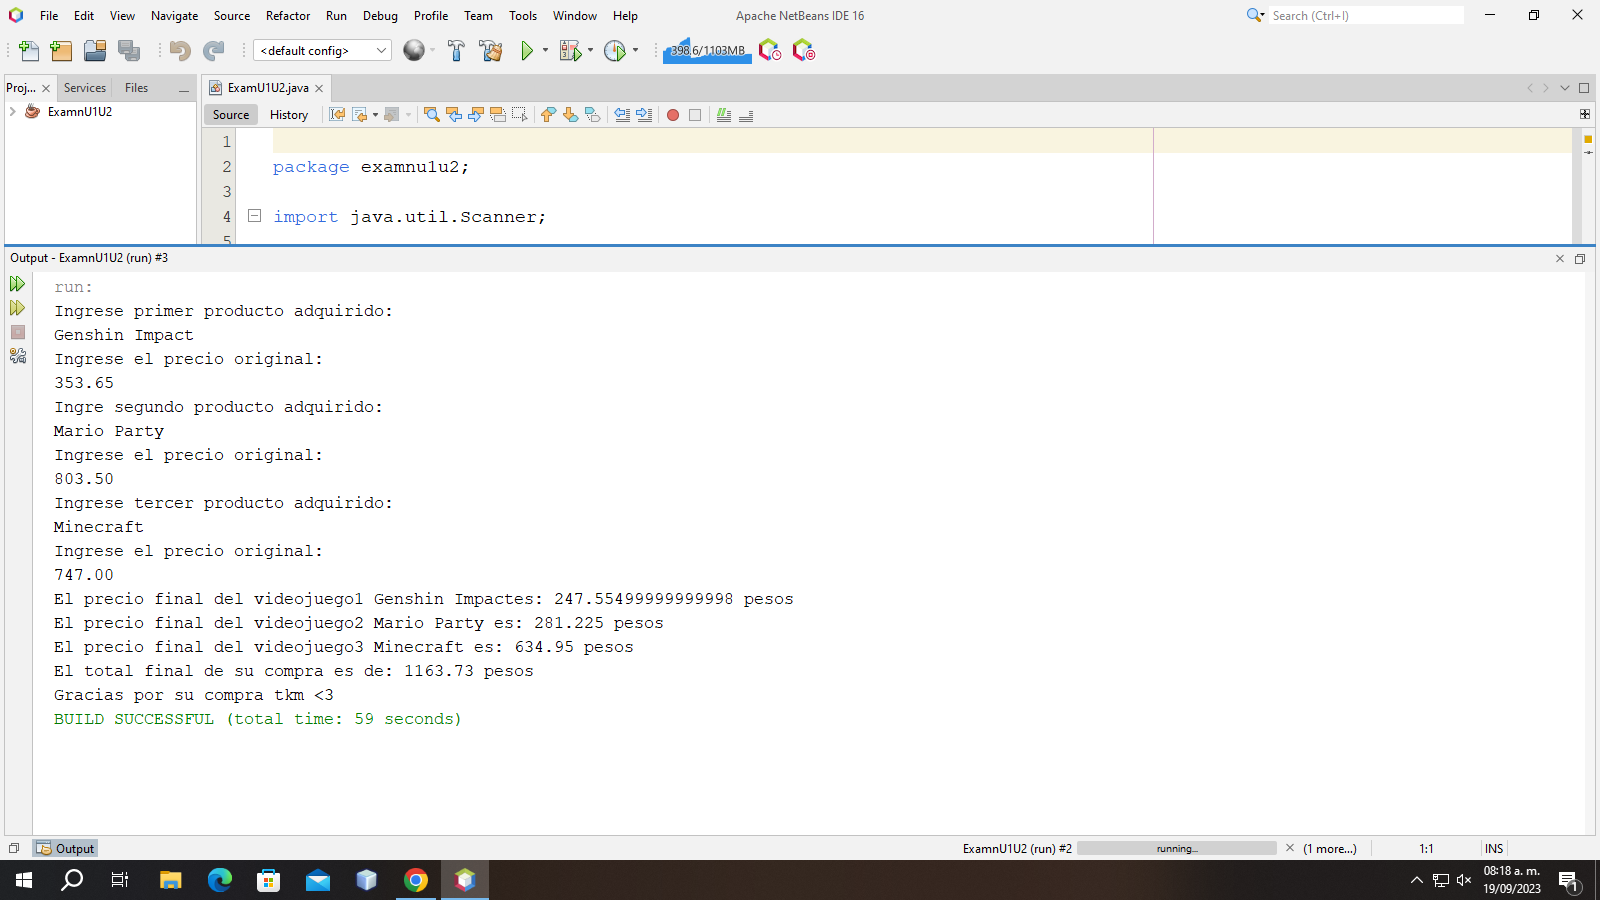 File Edit View Navigate Source Refactor Run Debug Profile Team Tools Window Help Apache NetBeans IDE 16 Search (Ctrl+I)
<default config> 398.6/1103MB
Proj... Services Files ExamU1U2.java
ExamnU1U2 Source History
1
2 package examnu1u2;
3
4 import java.util.Scanner;
5
Output - ExamnU1U2 (run) #3
run:
Ingrese primer producto adquirido:
Genshin Impact
Ingrese el precio original:
353.65
Ingre segundo producto adquirido:
Mario Party
Ingrese el precio original:
803.50
Ingrese tercer producto adquirido:
Minecraft
Ingrese el precio original:
747.00
El precio final del videojuego1 Genshin Impactes: 247.55499999999998 pesos
El precio final del videojuego2 Mario Party es: 281.225 pesos
El precio final del videojuego3 Minecraft es: 634.95 pesos
El total final de su compra es de: 1163.73 pesos
Gracias por su compra tkm <3
BUILD SUCCESSFUL (total time: 59 seconds)
Output ExamnU1U2 (run) #2 running... (1 more...) 1:1 INS
08:18 a. m.
19/09/2023
1